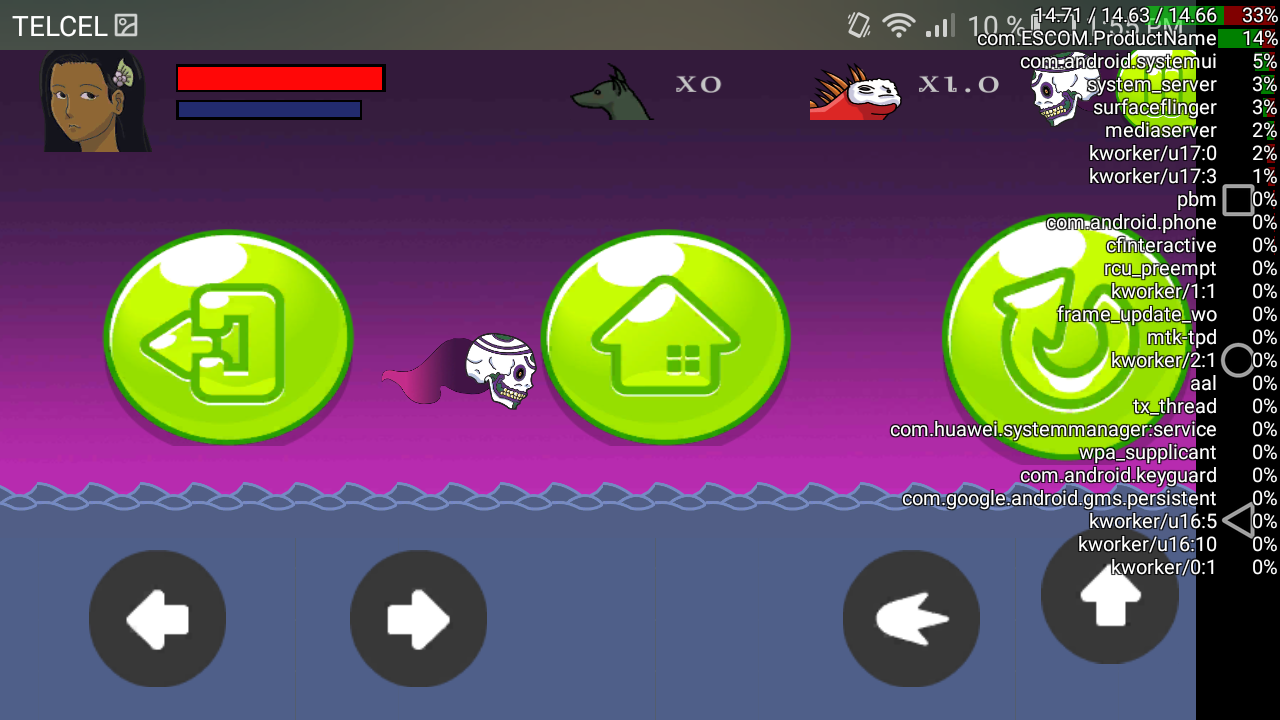 TELCEL
10 %
1:55 PM
14.71 / 14.63 / 14.66 33%
com.ESCOM.ProductName 14%
com.android.systemui 5%
system_server 3%
surfaceflinger 3%
mediaserver 2%
kworker/u17:0 2%
kworker/u17:3 1%
pbm 0%
com.android.phone 0%
cfinteractive 0%
rcu_preempt 0%
kworker/1:1 0%
frame_update_wo 0%
mtk-tpd 0%
kworker/2:1 0%
aal 0%
tx_thread 0%
com.huawei.systemmanager:service 0%
wpa_supplicant 0%
com.android.keyguard 0%
com.google.android.gms.persistent 0%
kworker/u16:5 0%
kworker/u16:10 0%
kworker/0:1 0%
X0
X1.0